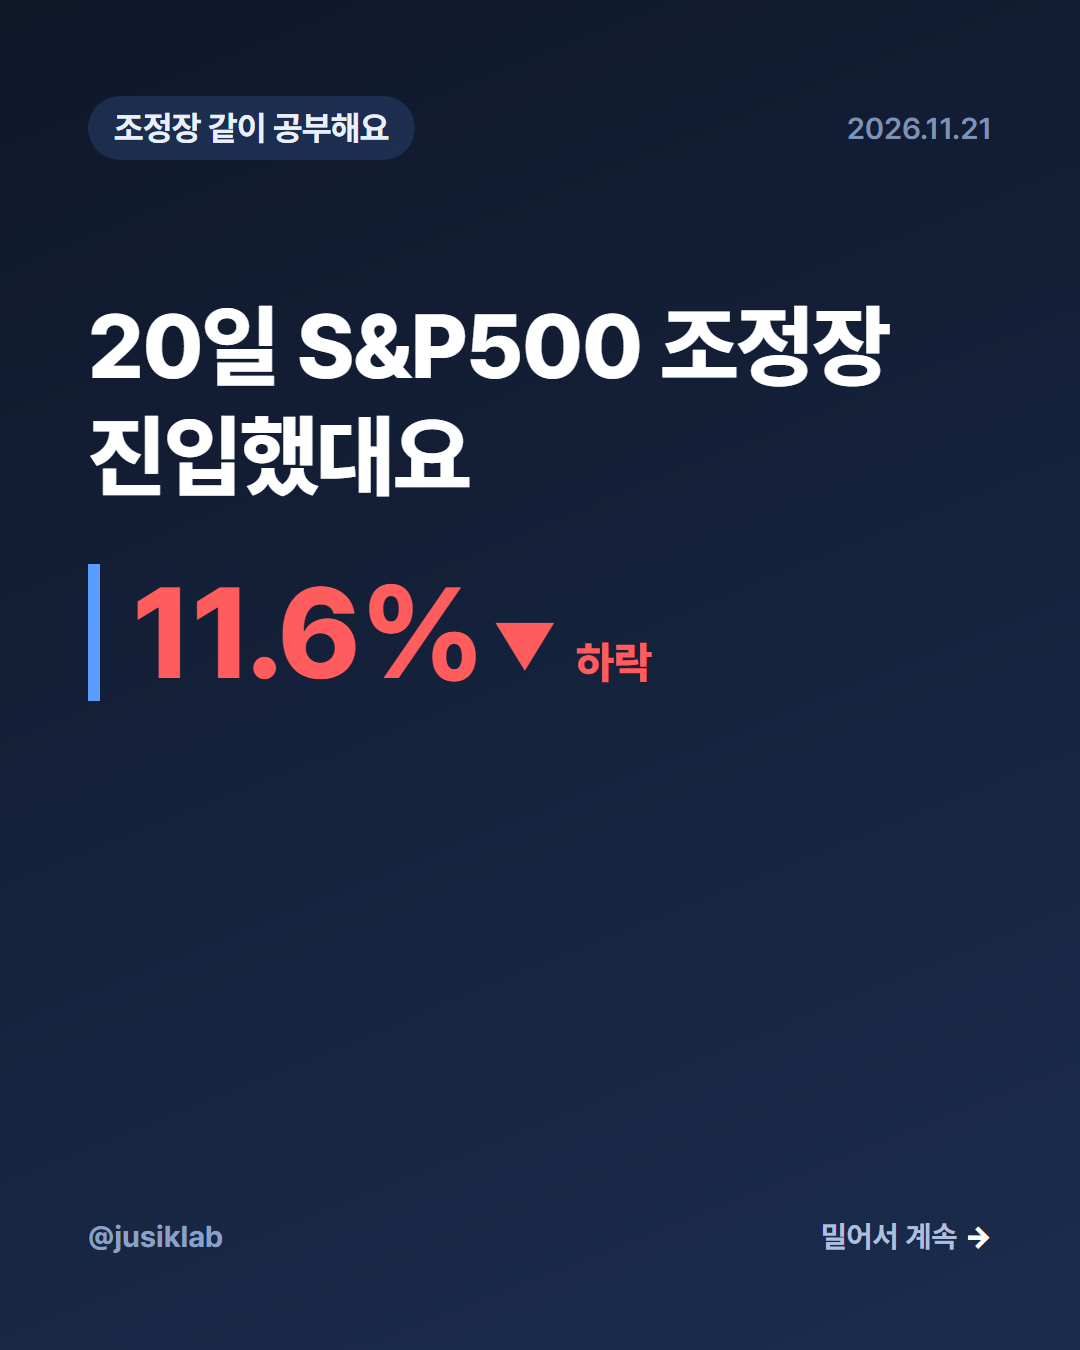 조정장 같이 공부해요
2026.11.21
20일 S&P500 조정장
진입했대요
11.6%▼ 하락
@jusiklab
밀어서 계속 →